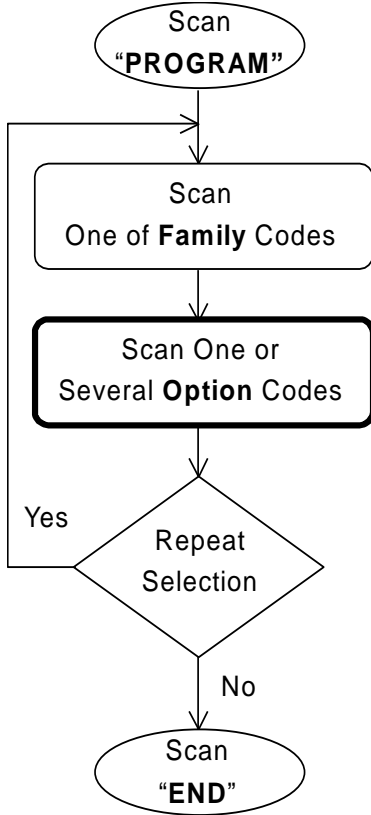 Scan
“PROGRAM”
Scan
One of Family Codes
Scan One or
Several Option Codes
Yes
Repeat
Selection
No
Scan
“END”